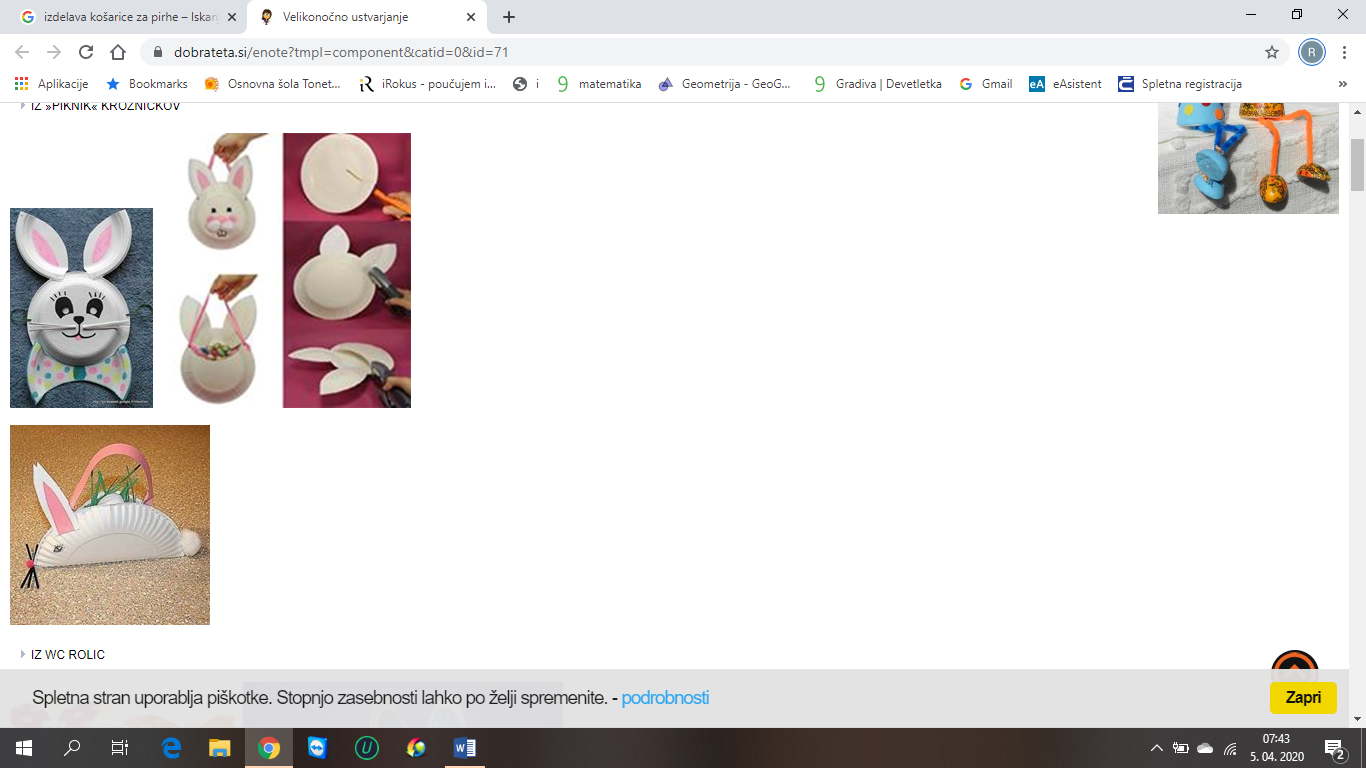 izdelava košarice za pirhe – Iskan
Velikonočno ustvarjanje
dobrateta.si/enote?tmpl=component&catid=0&id=71
R
Aplikacije
Bookmarks
Osnovna šola Tonet...
iRokus - poučujem i...
i
matematika
Geometrija - GeoG...
Gradiva | Devetletka
Gmail
eAsistent
Spletna registracija
»
IZ »PIKNIK« KROŽNIČKOV
IZ WC ROLIC
Spletna stran uporablja piškotke. Stopnjo zasebnosti lahko po želji spremenite. - podrobnosti
Zapri
07:43
5. 04. 2020
2